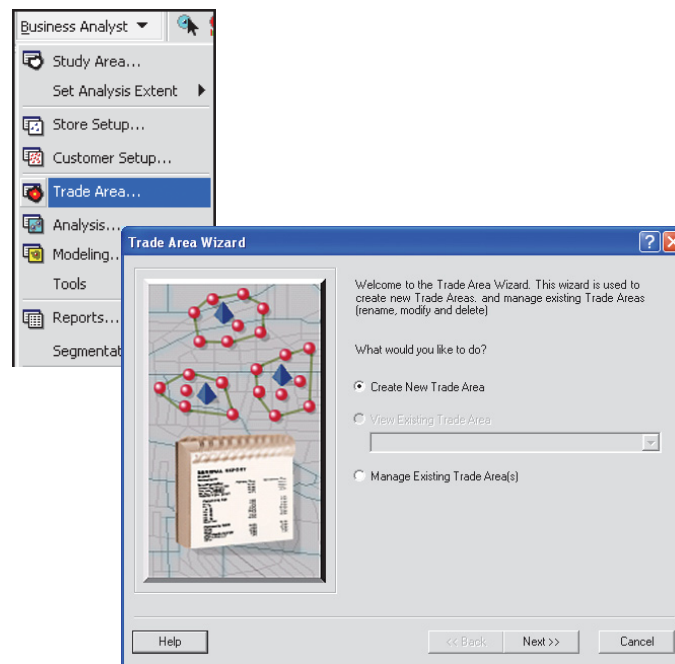 Business Analyst
Study Area...
Set Analysis Extent
Store Setup...
Customer Setup...
Trade Area...
Analysis...
Modeling..
Tools
Reports...
Segmentat
Trade Area Wizard
Welcome to the Trade Area Wizard. This wizard is used to
create new Trade Areas. and manage existing Trade Areas
(rename, modify and delete)
What would you like to do?
Create New Trade Area
View Existing Trade Area
Manage Existing Trade Area(s)
Help
<< Back
Next >>
Cancel